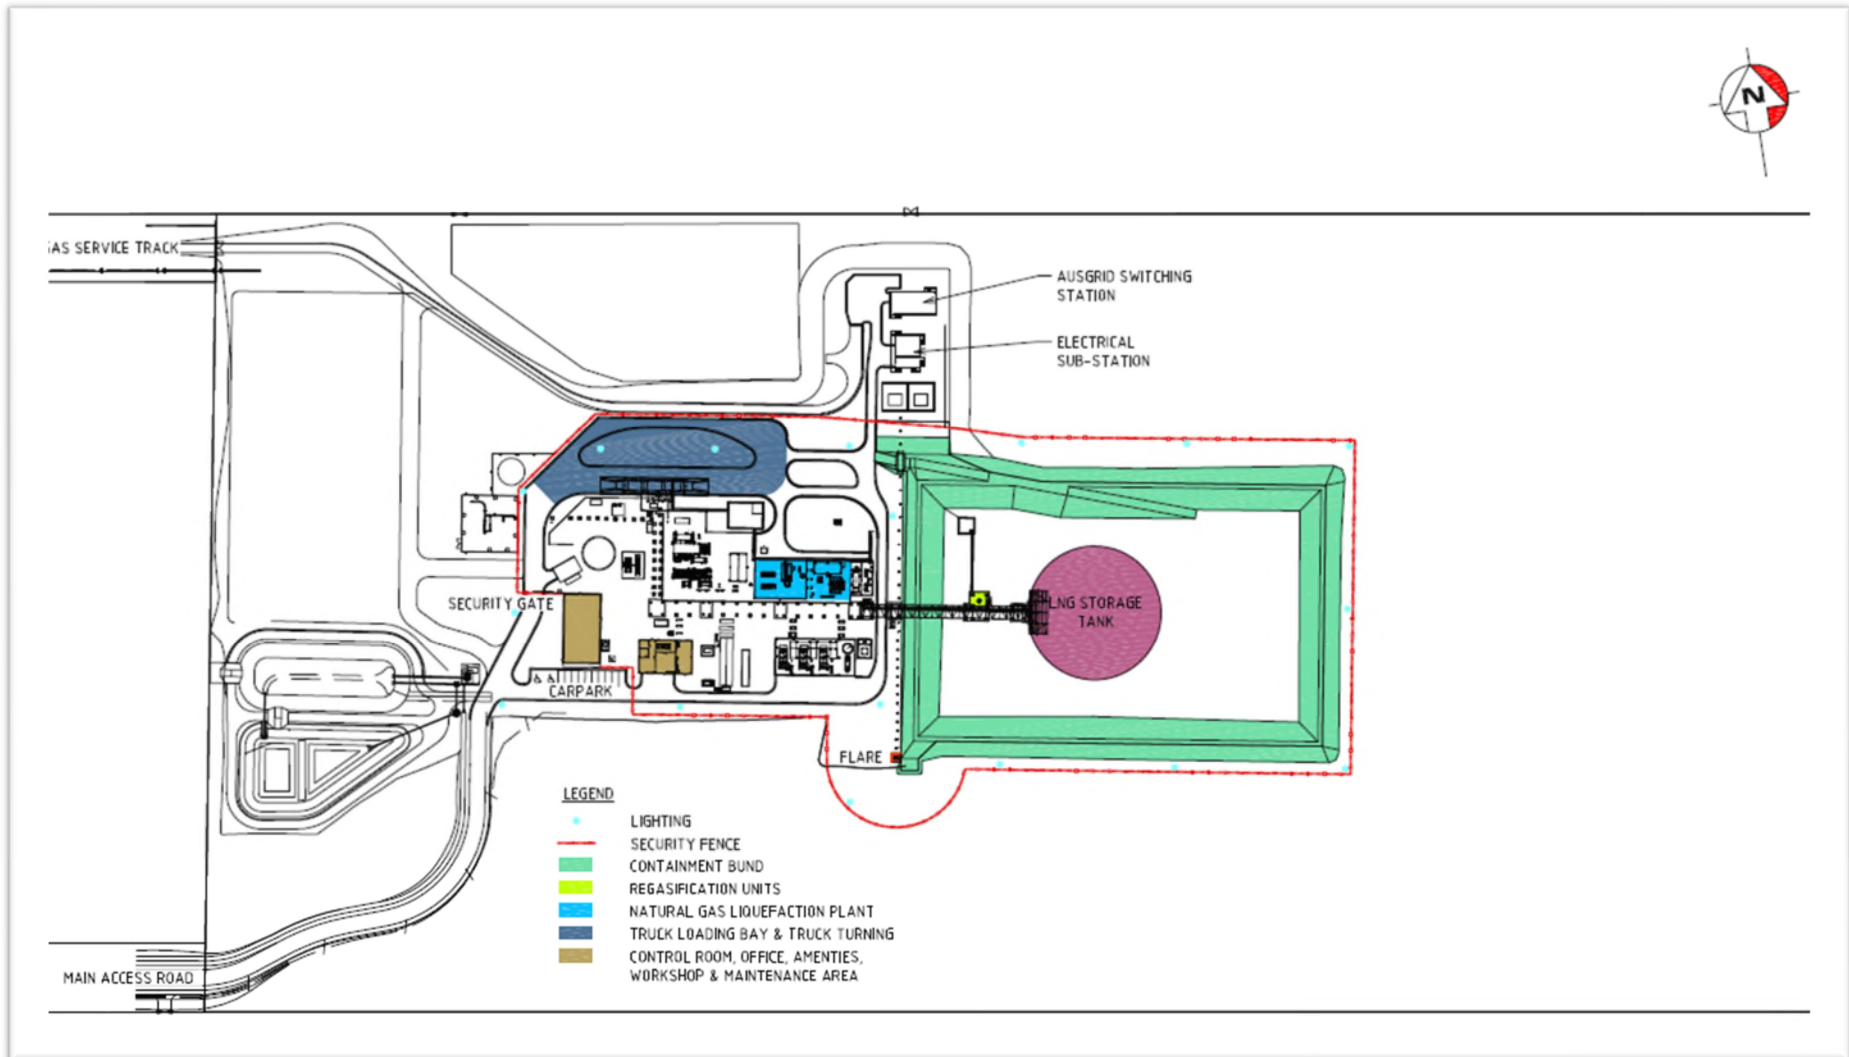 N
GAS SERVICE TRACK
AUSGRID SWITCHING
STATION
ELECTRICAL
SUB-STATION
SECURITY GATE
LNG STORAGE
TANK
CARPARK
FLARE
LEGEND
LIGHTING
SECURITY FENCE
CONTAINMENT BUND
REGASIFICATION UNITS
NATURAL GAS LIQUEFACTION PLANT
TRUCK LOADING BAY & TRUCK TURNING
CONTROL ROOM, OFFICE, AMENTIES,
WORKSHOP & MAINTENANCE AREA
MAIN ACCESS ROAD